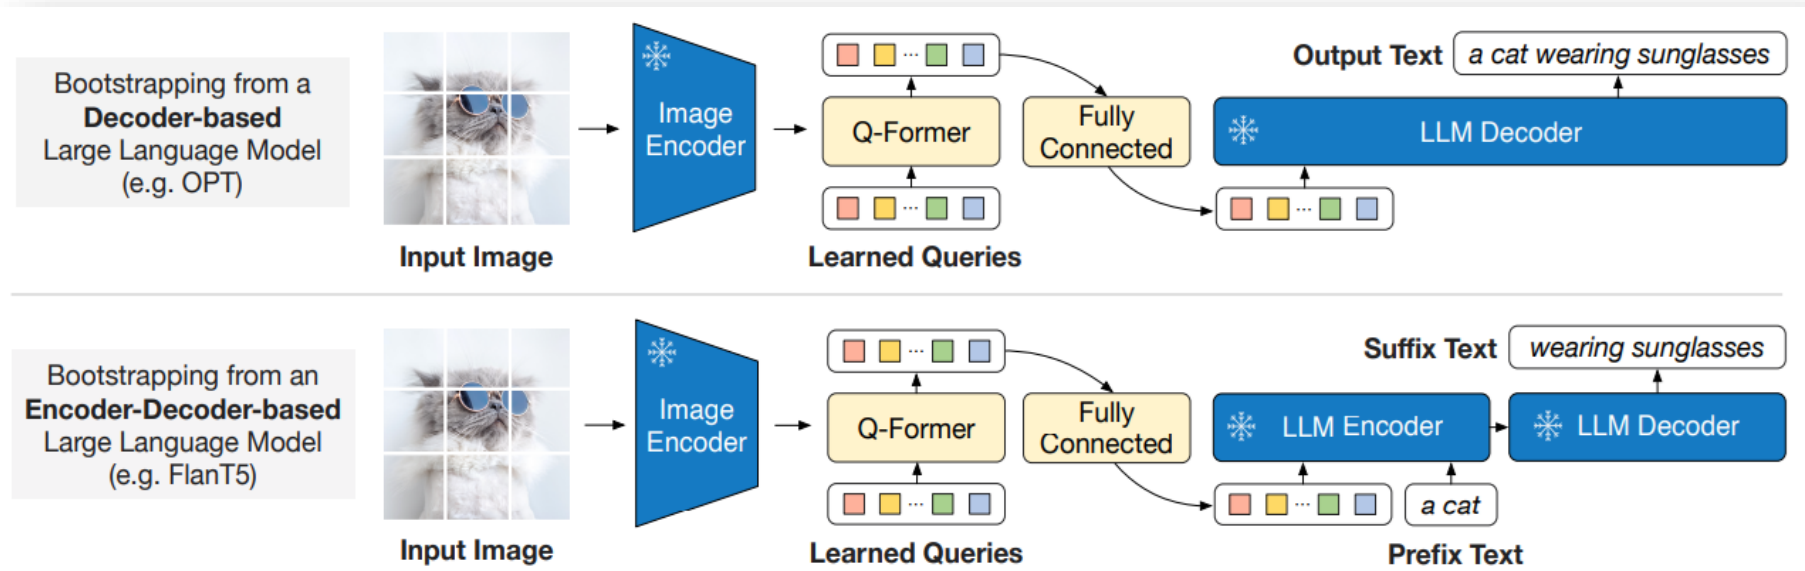 Bootstrapping from a
Decoder-based
Large Language Model
(e.g. OPT)
Input Image
Image
Encoder
Q-Former
Learned Queries
Fully
Connected
Output Text
a cat wearing sunglasses
LLM Decoder
Bootstrapping from an
Encoder-Decoder-based
Large Language Model
(e.g. FlanT5)
Input Image
Image
Encoder
Q-Former
Learned Queries
Fully
Connected
Suffix Text
wearing sunglasses
LLM Encoder
LLM Decoder
a cat
Prefix Text